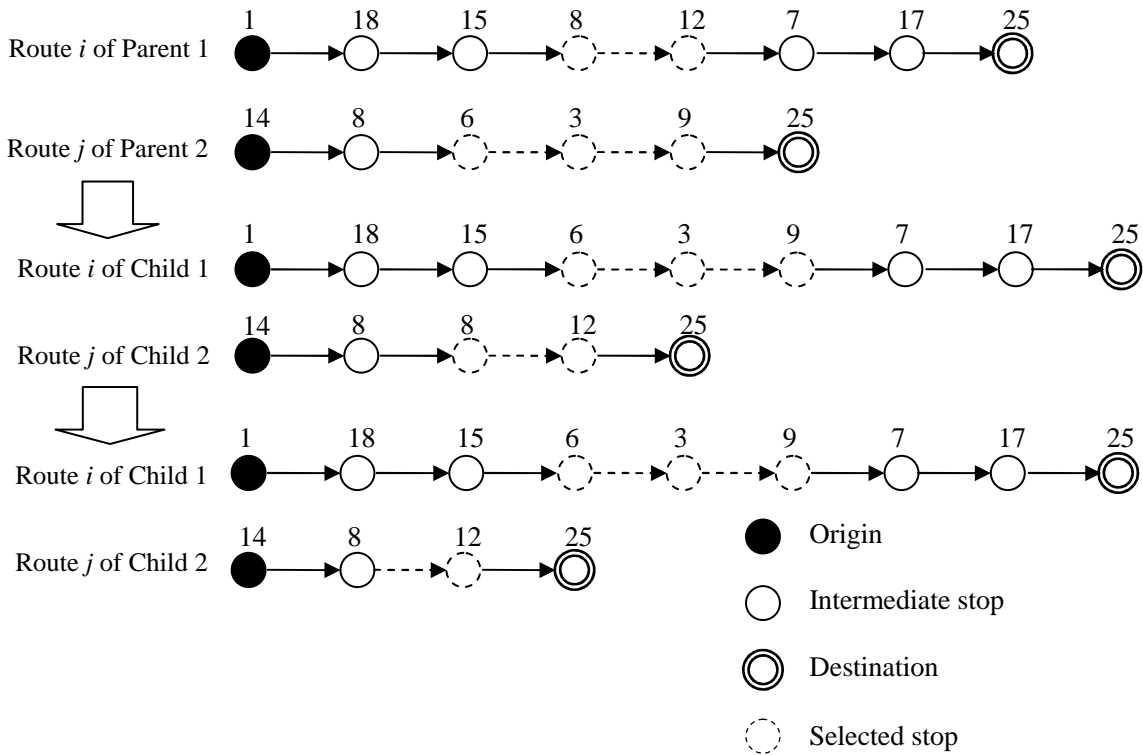 1 18 15 8 12 7 17 25
Route i of Parent 1
14 8 6 3 9 25
Route j of Parent 2
1 18 15 6 3 9 7 17 25
Route i of Child 1
14 8 8 12 25
Route j of Child 2
1 18 15 6 3 9 7 17 25
Route i of Child 1
14 8 12 25
Route j of Child 2
Origin
Intermediate stop
Destination
Selected stop